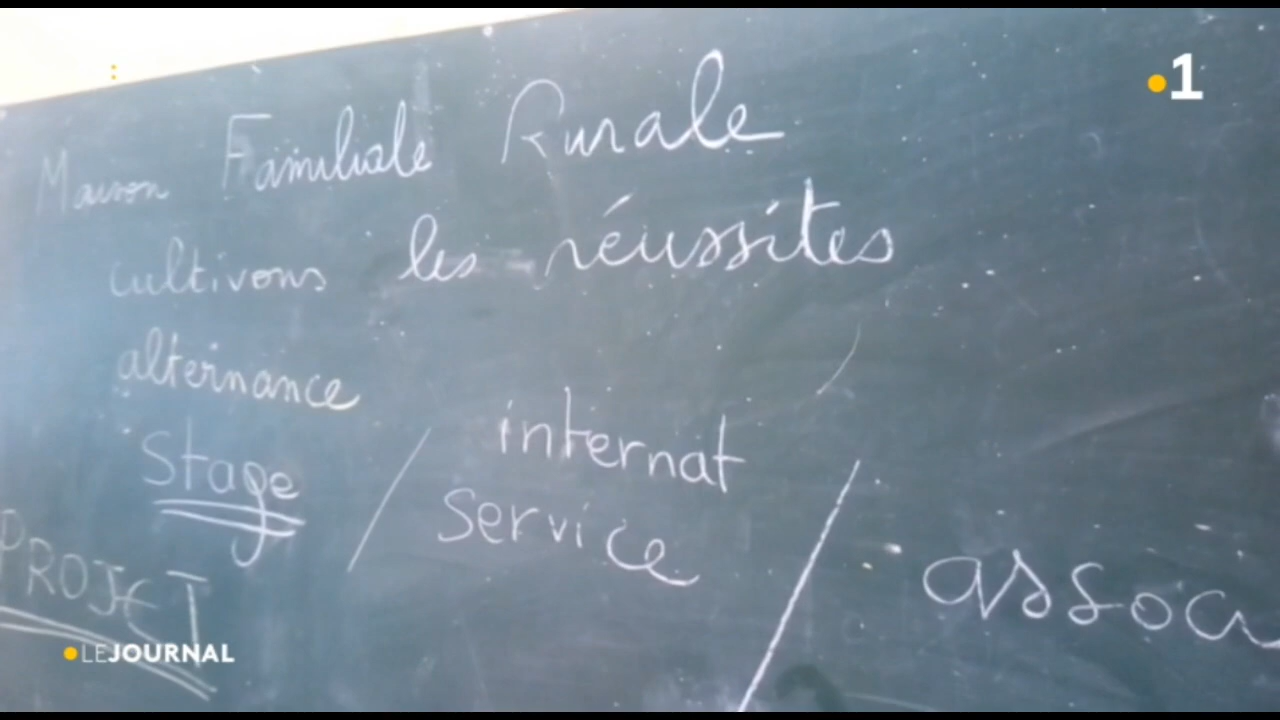 1
Maison Familiale Rurale
cultivons les réussites
alternance
Stage / internat
service / assoc
PROJET
LE JOURNAL